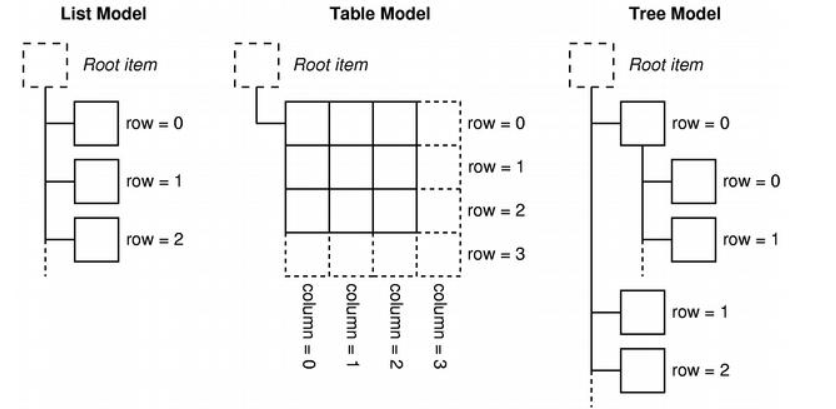 List Model
Root item
row = 0
row = 1
row = 2
Table Model
Root item
row = 0
row = 1
row = 2
row = 3
column = 0
column = 1
column = 2
column = 3
Tree Model
Root item
row = 0
row = 0
row = 1
row = 1
row = 2